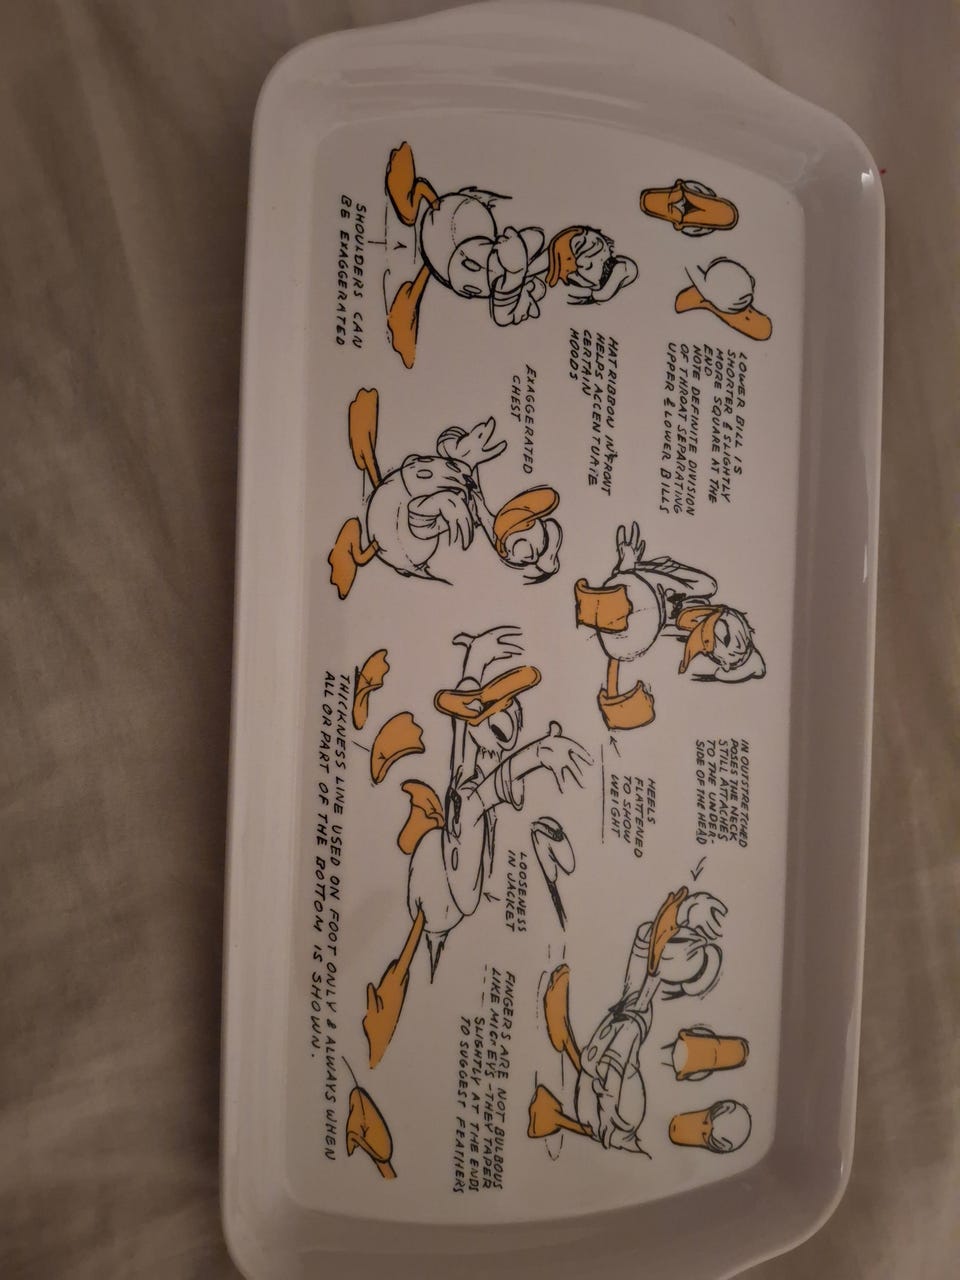 LOWER BILL IS
SHORTER & SLIGHTLY
MORE SQUARE AT THE
END
NOTE DEFINITE DIVISION
OF THROAT SEPARATING
UPPER & LOWER BILLS
HAT RIBBON IN FRONT
HELPS ACCENTUATE
CERTAIN
MOODS
EXAGGERATED
CHEST
SHOULDERS CAN
BE EXAGGERATED
IN OUTSTRETCHED
POSES THE NECK
STILL ATTACHES
TO THE UNDER-
SIDE OF THE HEAD
HEELS
FLATTENED
TO SHOW
WEIGHT
LOOSENESS
IN JACKET
FINGERS ARE NOT BULBOUS
LIKE MICKEYS - THEY TAPER
SLIGHTLY AT THE ENDS
TO SUGGEST FEATHERS
THICKNESS LINE USED ON FOOT ONLY & ALWAYS WHEN
ALL OR PART OF THE BOTTOM IS SHOWN.